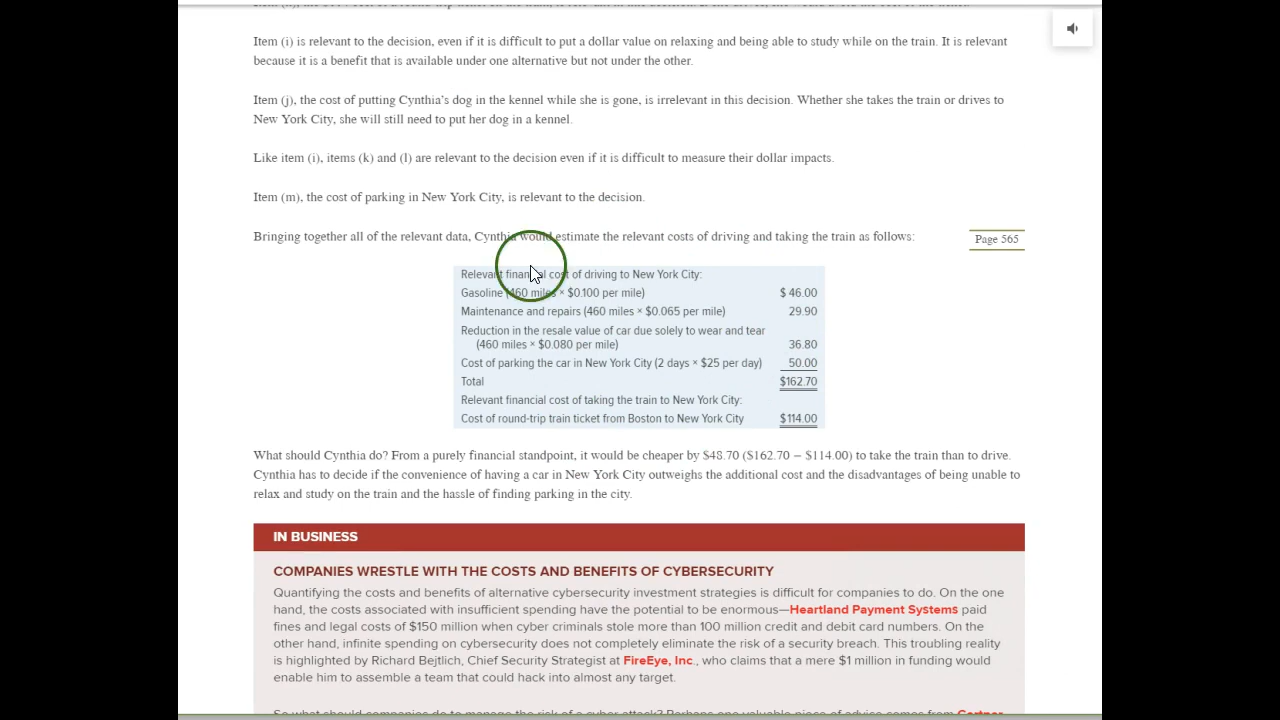 Item (i) is relevant to the decision, even if it is difficult to put a dollar value on relaxing and being able to study while on the train. It is relevant
because it is a benefit that is available under one alternative but not under the other.
Item (j), the cost of putting Cynthia's dog in the kennel while she is gone, is irrelevant in this decision. Whether she takes the train or drives to
New York City, she will still need to put her dog in a kennel.
Like item (i), items (k) and (l) are relevant to the decision even if it is difficult to measure their dollar impacts.
Item (m), the cost of parking in New York City, is relevant to the decision.
Bringing together all of the relevant data, Cynthia would estimate the relevant costs of driving and taking the train as follows:
Page 565
Relevant financial cost of driving to New York City:
Gasoline (460 miles × $0.100 per mile) $ 46.00
Maintenance and repairs (460 miles × $0.065 per mile) 29.90
Reduction in the resale value of car due solely to wear and tear
(460 miles × $0.080 per mile) 36.80
Cost of parking the car in New York City (2 days × $25 per day) 50.00
Total $162.70
Relevant financial cost of taking the train to New York City:
Cost of round-trip train ticket from Boston to New York City $114.00
What should Cynthia do? From a purely financial standpoint, it would be cheaper by $48.70 ($162.70 − $114.00) to take the train than to drive.
Cynthia has to decide if the convenience of having a car in New York City outweighs the additional cost and the disadvantages of being unable to
relax and study on the train and the hassle of finding parking in the city.
IN BUSINESS
COMPANIES WRESTLE WITH THE COSTS AND BENEFITS OF CYBERSECURITY
Quantifying the costs and benefits of alternative cybersecurity investment strategies is difficult for companies to do. On the one
hand, the costs associated with insufficient spending have the potential to be enormous—Heartland Payment Systems paid
fines and legal costs of $150 million when cyber criminals stole more than 100 million credit and debit card numbers. On the
other hand, infinite spending on cybersecurity does not completely eliminate the risk of a security breach. This troubling reality
is highlighted by Richard Bejtlich, Chief Security Strategist at FireEye, Inc., who claims that a mere $1 million in funding would
enable him to assemble a team that could hack into almost any target.